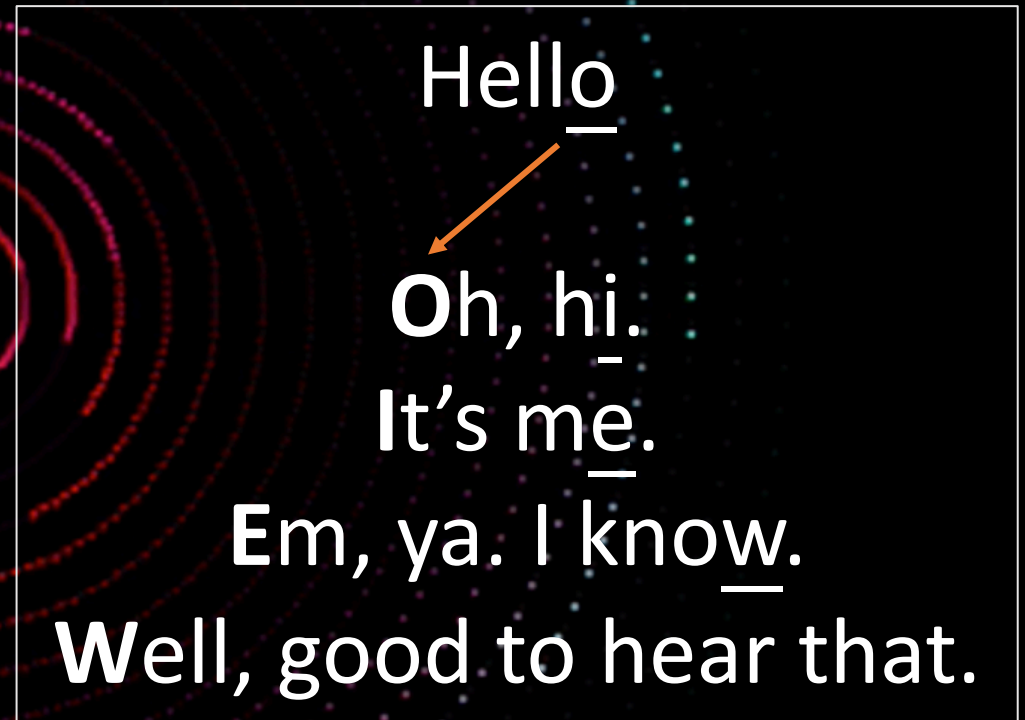 Hello
Oh, hi.
It’s me.
Em, ya. I know.
Well, good to hear that.